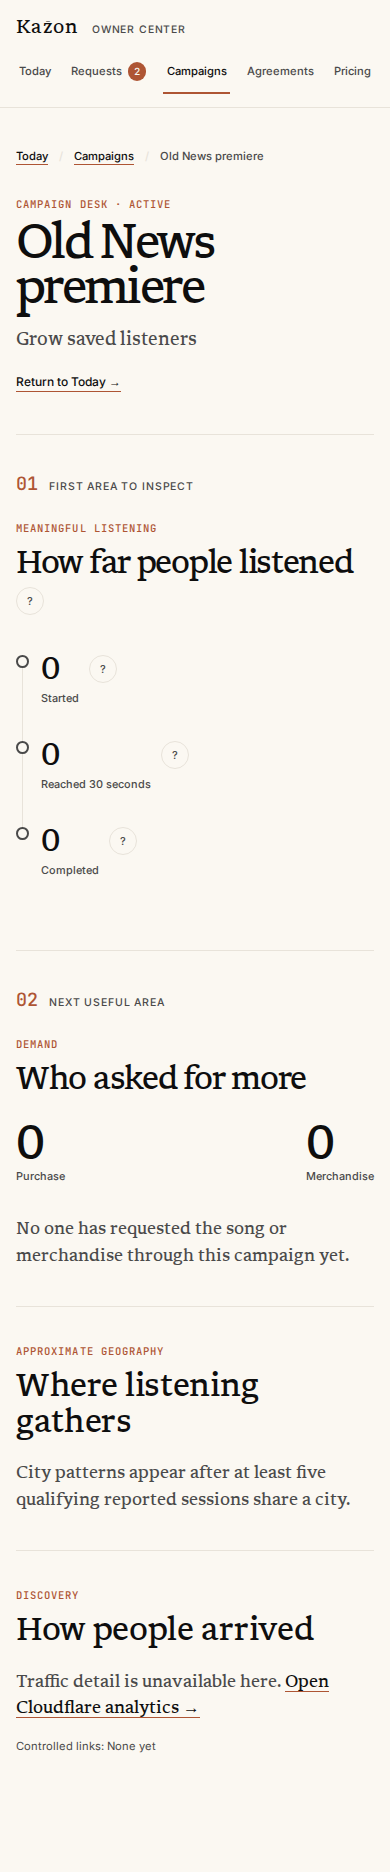 Kažon OWNER CENTER
Today Requests 2 Campaigns Agreements Pricing
Today / Campaigns / Old News premiere
CAMPAIGN DESK · ACTIVE
Old News
premiere
Grow saved listeners
Return to Today →
01 FIRST AREA TO INSPECT
MEANINGFUL LISTENING
How far people listened
?
0 ?
Started
0 ?
Reached 30 seconds
0 ?
Completed
02 NEXT USEFUL AREA
DEMAND
Who asked for more
0 0
Purchase Merchandise
No one has requested the song or
merchandise through this campaign yet.
APPROXIMATE GEOGRAPHY
Where listening
gathers
City patterns appear after at least five
qualifying reported sessions share a city.
DISCOVERY
How people arrived
Traffic detail is unavailable here. Open
Cloudflare analytics →
Controlled links: None yet